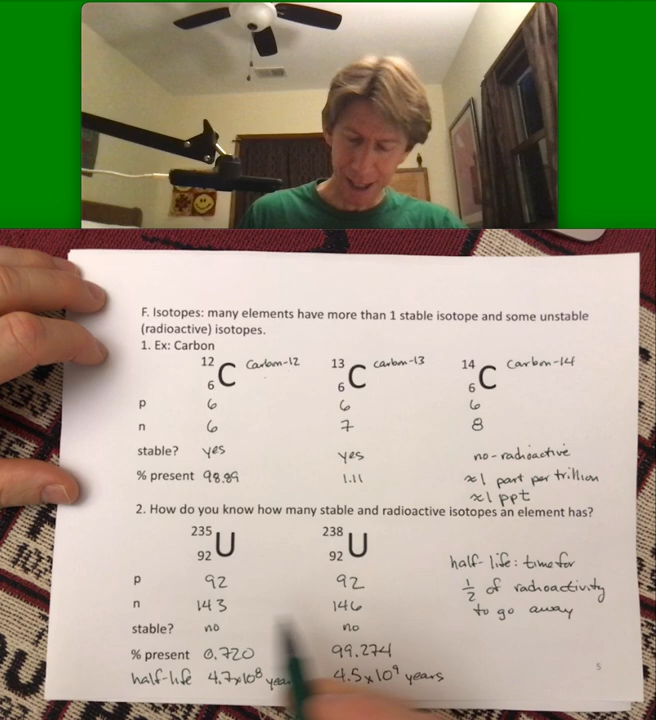 F. Isotopes: many elements have more than 1 stable isotope and some unstable
(radioactive) isotopes.
1. Ex: Carbon
12 6 C Carbon-12 13 6 C carbon-13 14 6 C Carbon-14
p 6 6 6
n 6 7 8
stable? yes yes no-radioactive
% present 98.89 1.11 ≈1 part per trillion
≈1 ppt
2. How do you know how many stable and radioactive isotopes an element has?
235 92 U 238 92 U half-life: time for
p 92 92 1/2 of radioactivity
n 143 146 to go away
stable? no no
% present 0.720 99.274
5
half-life 4.7x10⁸ 4.5x10⁹ years